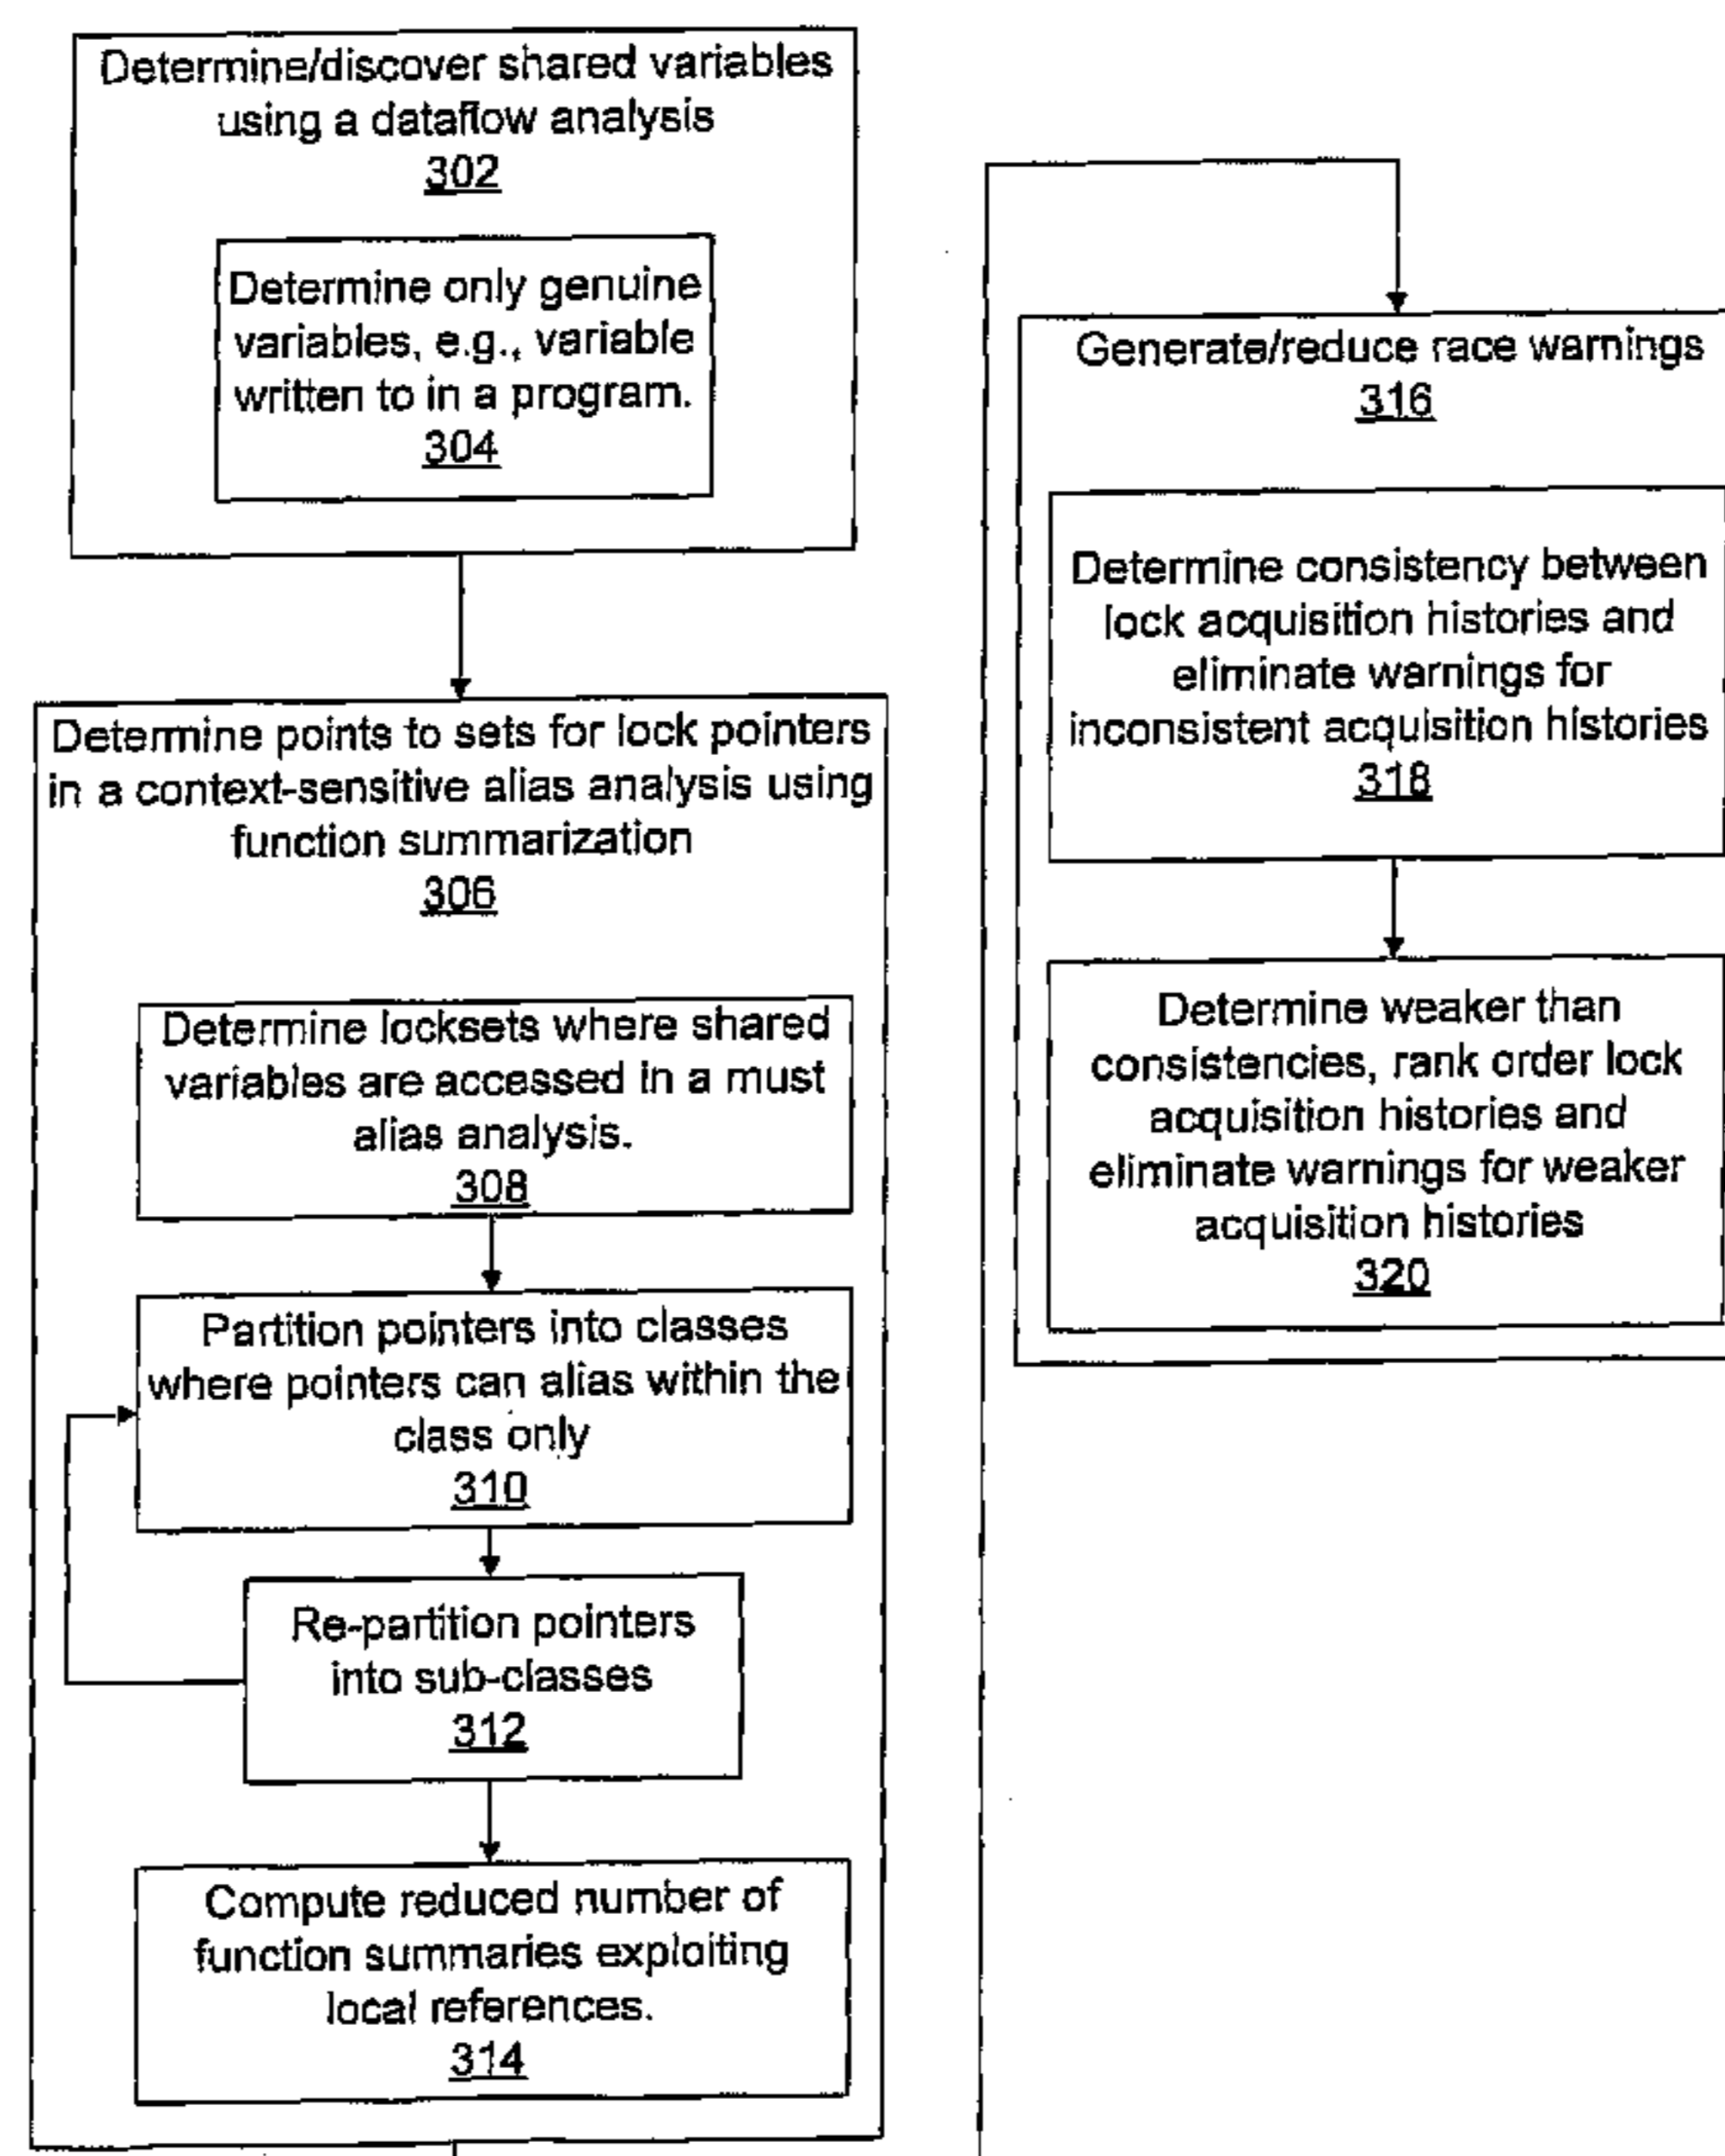 Determine/discover shared variables
using a dataflow analysis
302
Determine only genuine
variables, e.g., variable
written to in a program.
304
Determine points to sets for lock pointers
in a context-sensitive alias analysis using
function summarization
306
Determine locksets where shared
variables are accessed in a must
alias analysis.
308
Partition pointers into classes
where pointers can alias within the
class only
310
Re-partition pointers
into sub-classes
312
Compute reduced number of
function summaries exploiting
local references.
314
Generate/reduce race warnings
316
Determine consistency between
lock acquisition histories and
eliminate warnings for
inconsistent acquisition histories
318
Determine weaker than
consistencies, rank order lock
acquisition histories and
eliminate warnings for weaker
acquisition histories
320